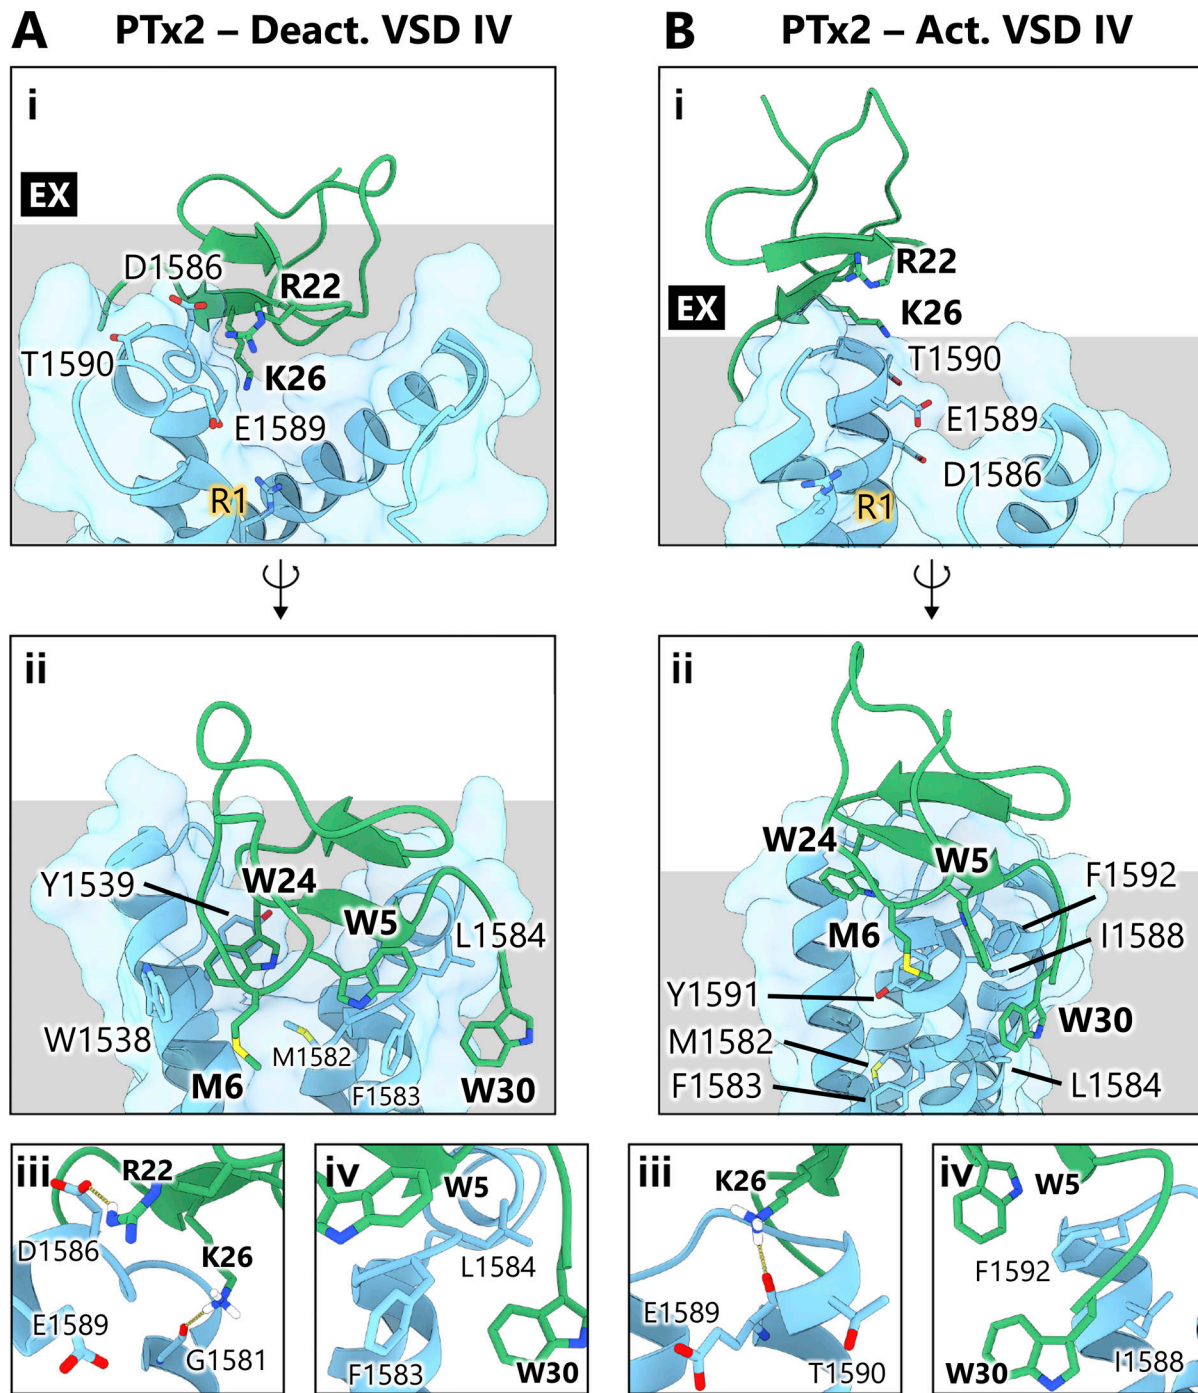 A PTx2 – Deact. VSD IV
i
EX
D1586
R22
T1590
K26
E1589
R1
ii
Y1539
W24
W5
L1584
W1538
M1582
M6
F1583
W30
iii
R22
D1586
K26
E1589
G1581
iv
W5
L1584
F1583
W30
B PTx2 – Act. VSD IV
i
R22
EX
K26
T1590
E1589
D1586
R1
ii
W24
W5
F1592
M6
I1588
Y1591
W30
M1582
F1583
L1584
iii
K26
E1589
T1590
iv
W5
F1592
W30
I1588